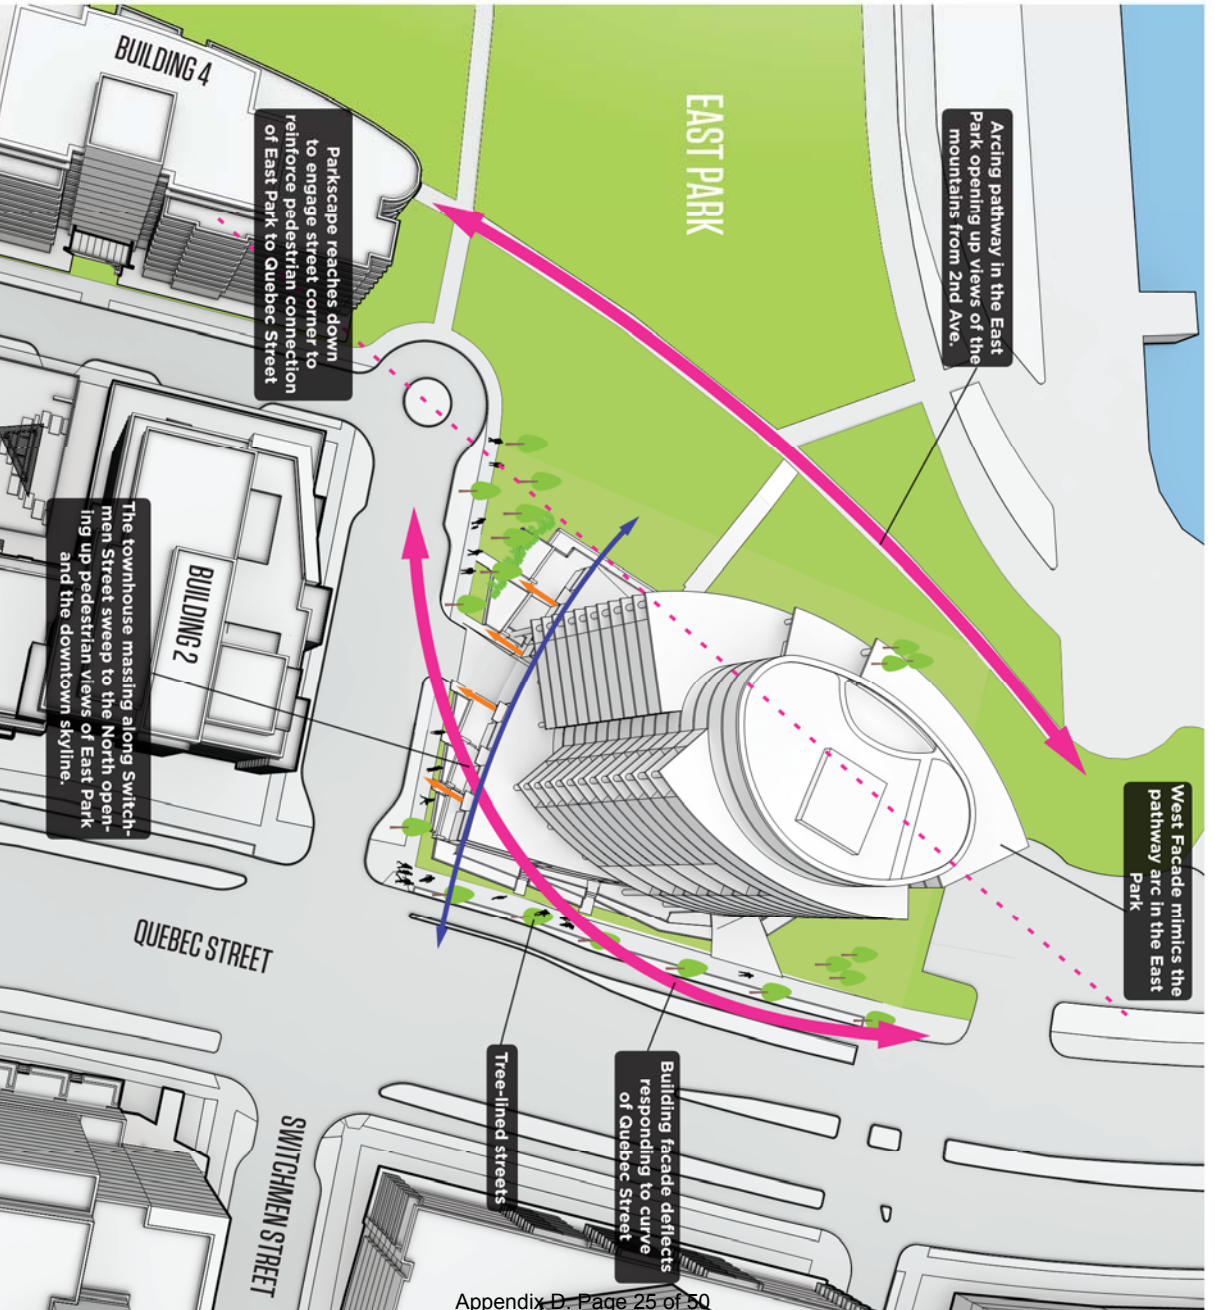 BUILDING 4
EAST PARK
Arcing pathway in the East
Park opening up views of the
mountains from 2nd Ave.
Parkscape reaches down
to engage street corner to
reinforce pedestrian connection
of East Park to Quebec Street
BUILDING 2
The townhouse massing along Switch-
men Street sweep to the North open-
ing up pedestrian views of East Park
and the downtown skyline.
West Facade mimics the
pathway arc in the East
Park
QUEBEC STREET
Tree-lined streets
Building facade deflects
responding to curve
of Quebec Street
SWITCHMEN STREET
Appendix D, Page 25 of 50